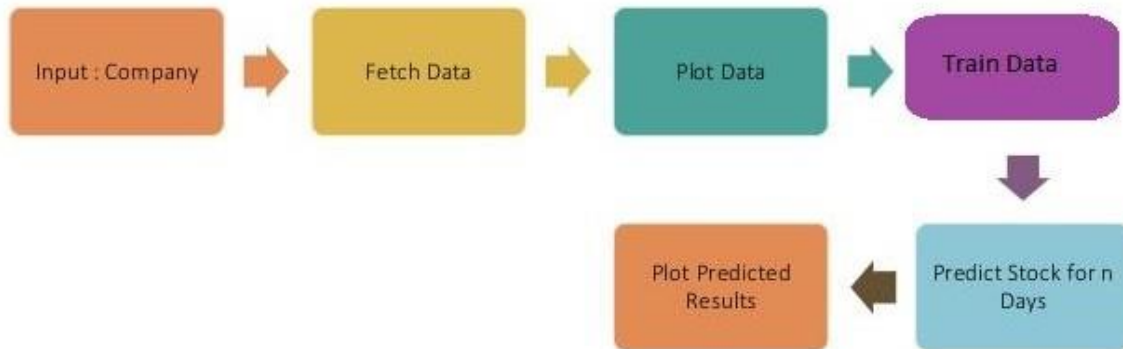 Input : Company
Fetch Data
Plot Data
Train Data
Plot Predicted
Results
Predict Stock for n
Days